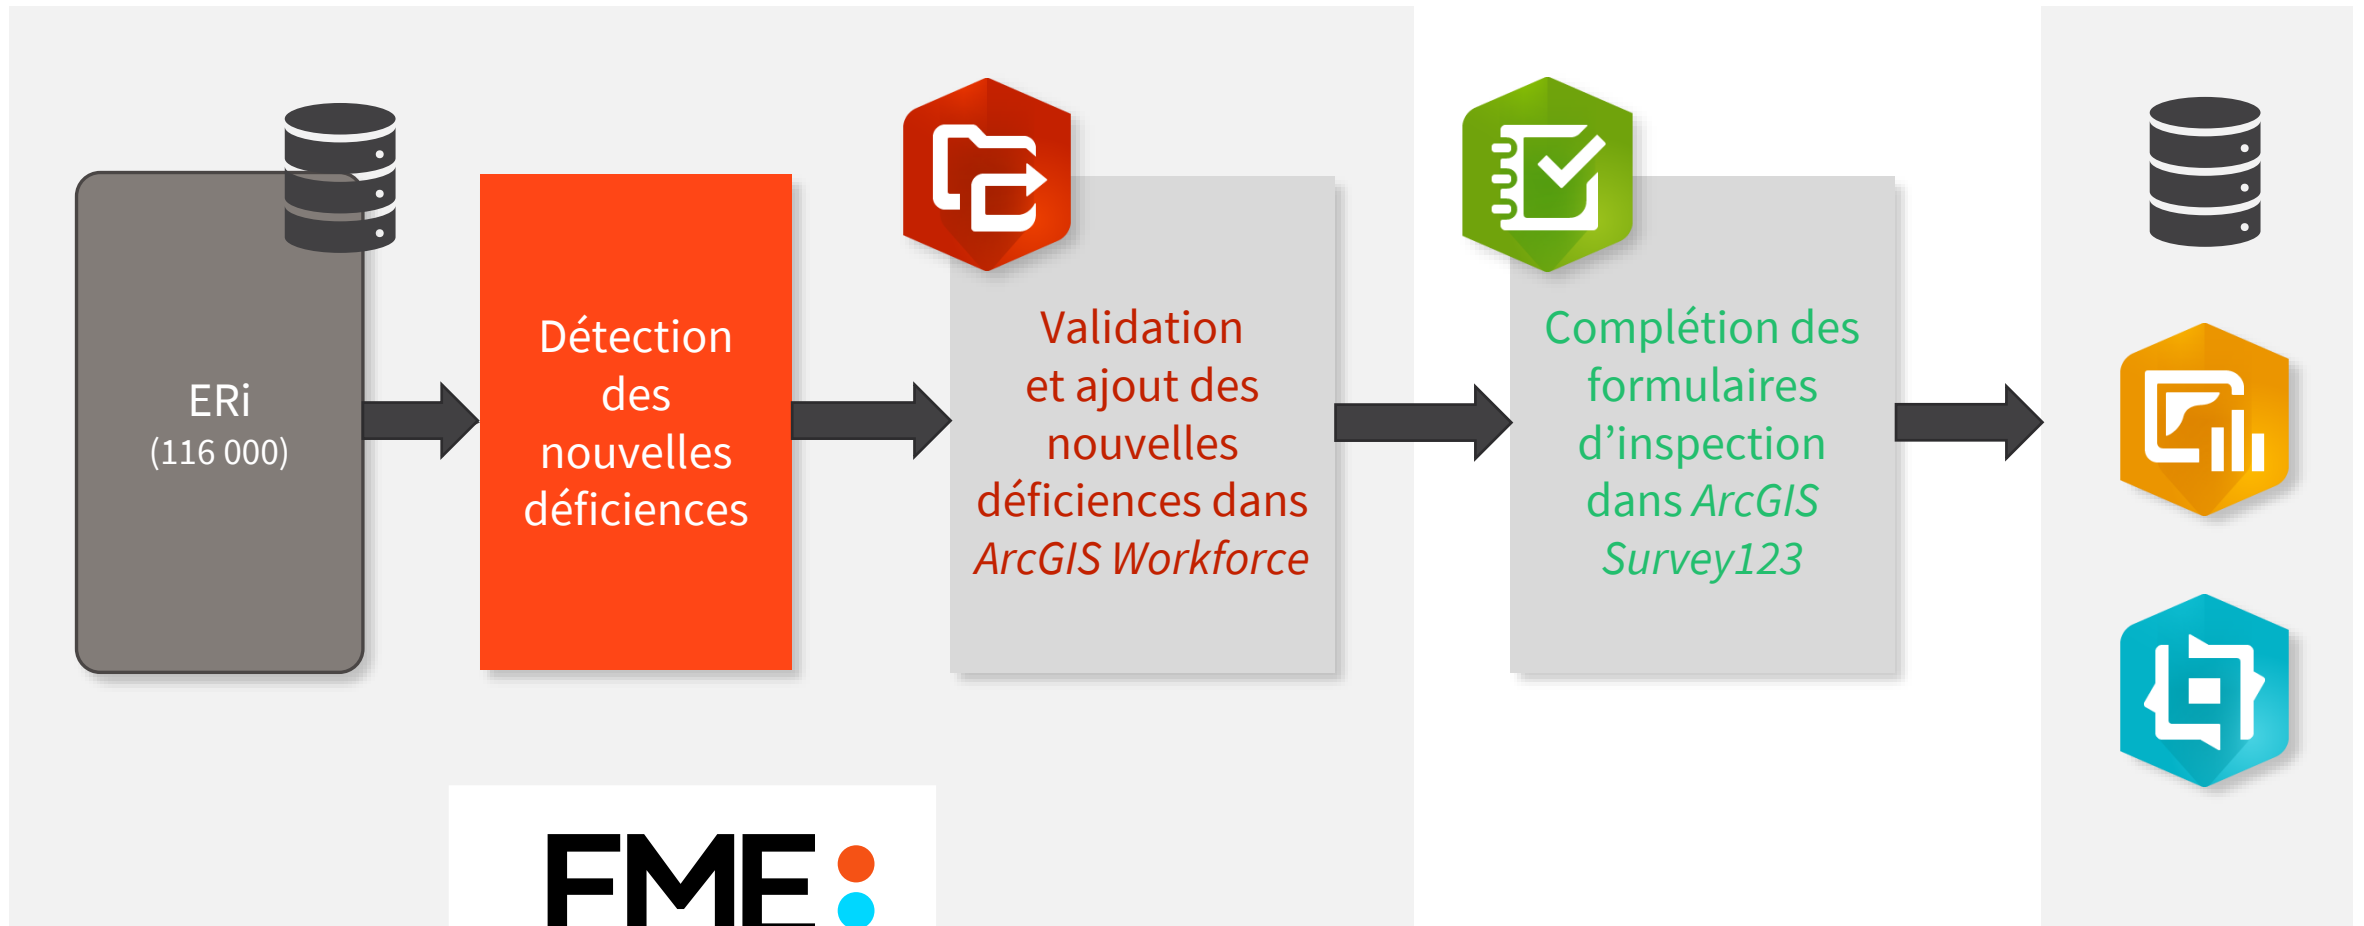 ERi
(116 000)
Détection
des
nouvelles
déficiences
Validation
et ajout des
nouvelles
déficiences dans
ArcGIS Workforce
Complétion des
formulaires
d’inspection
dans ArcGIS
Survey123
FME